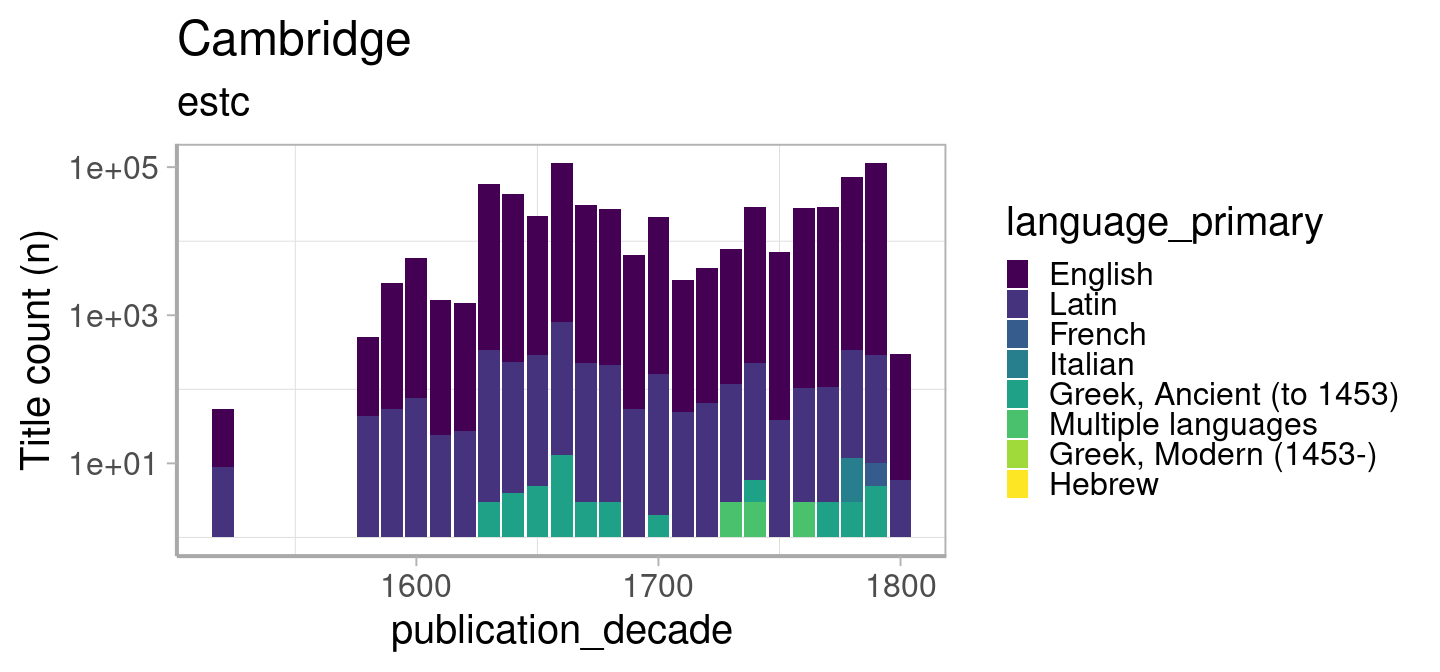 Cambridge
estc
1e+05
1e+03
1e+01
Title count (n)
1600 1700 1800
publication_decade
language_primary
English
Latin
French
Italian
Greek, Ancient (to 1453)
Multiple languages
Greek, Modern (1453-)
Hebrew